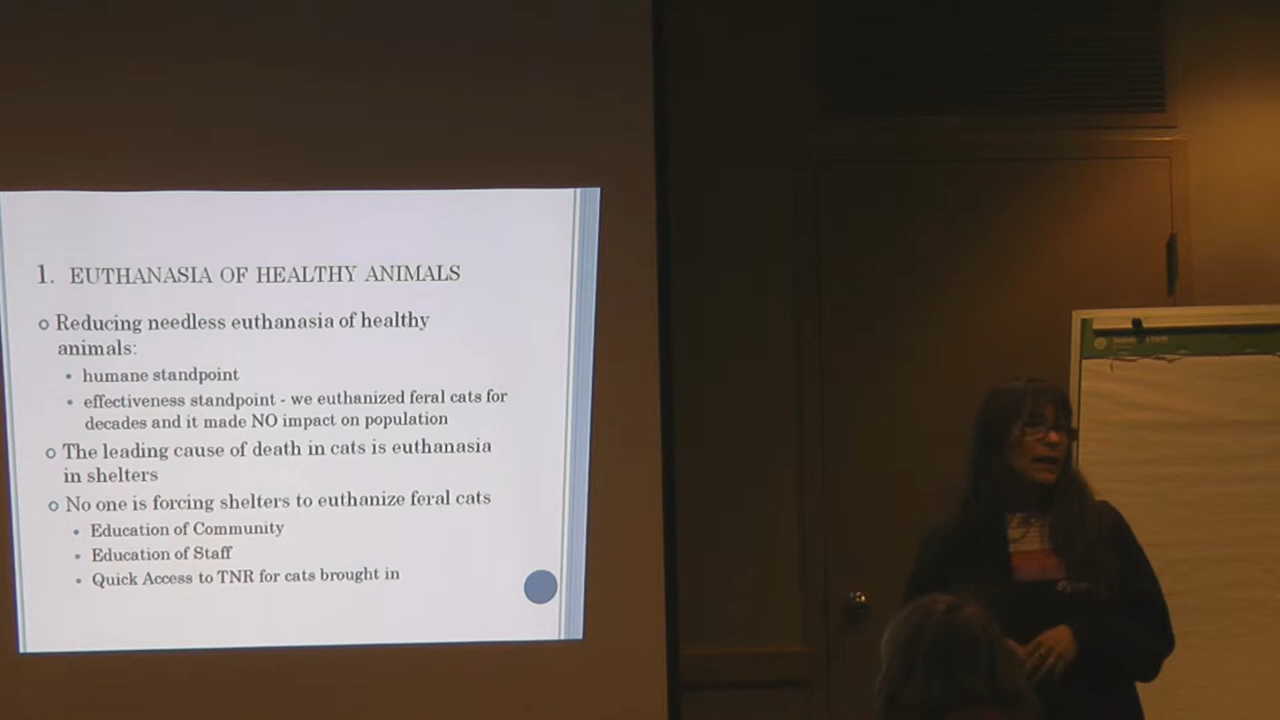 1. EUTHANASIA OF HEALTHY ANIMALS
Reducing needless euthanasia of healthy
animals:
humane standpoint
effectiveness standpoint - we euthanized feral cats for
decades and it made NO impact on population
The leading cause of death in cats is euthanasia
in shelters
No one is forcing shelters to euthanize feral cats
Education of Community
Education of Staff
Quick Access to TNR for cats brought in